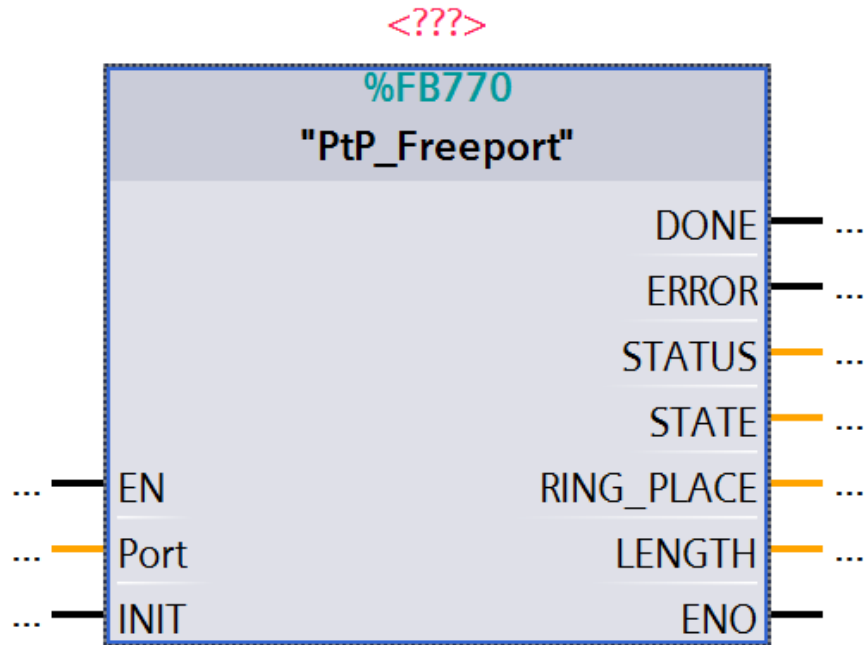 <???>
%FB770
"PtP_Freeport"
DONE ...
ERROR ...
STATUS ...
STATE ...
... EN RING_PLACE ...
... Port LENGTH ...
... INIT ENO